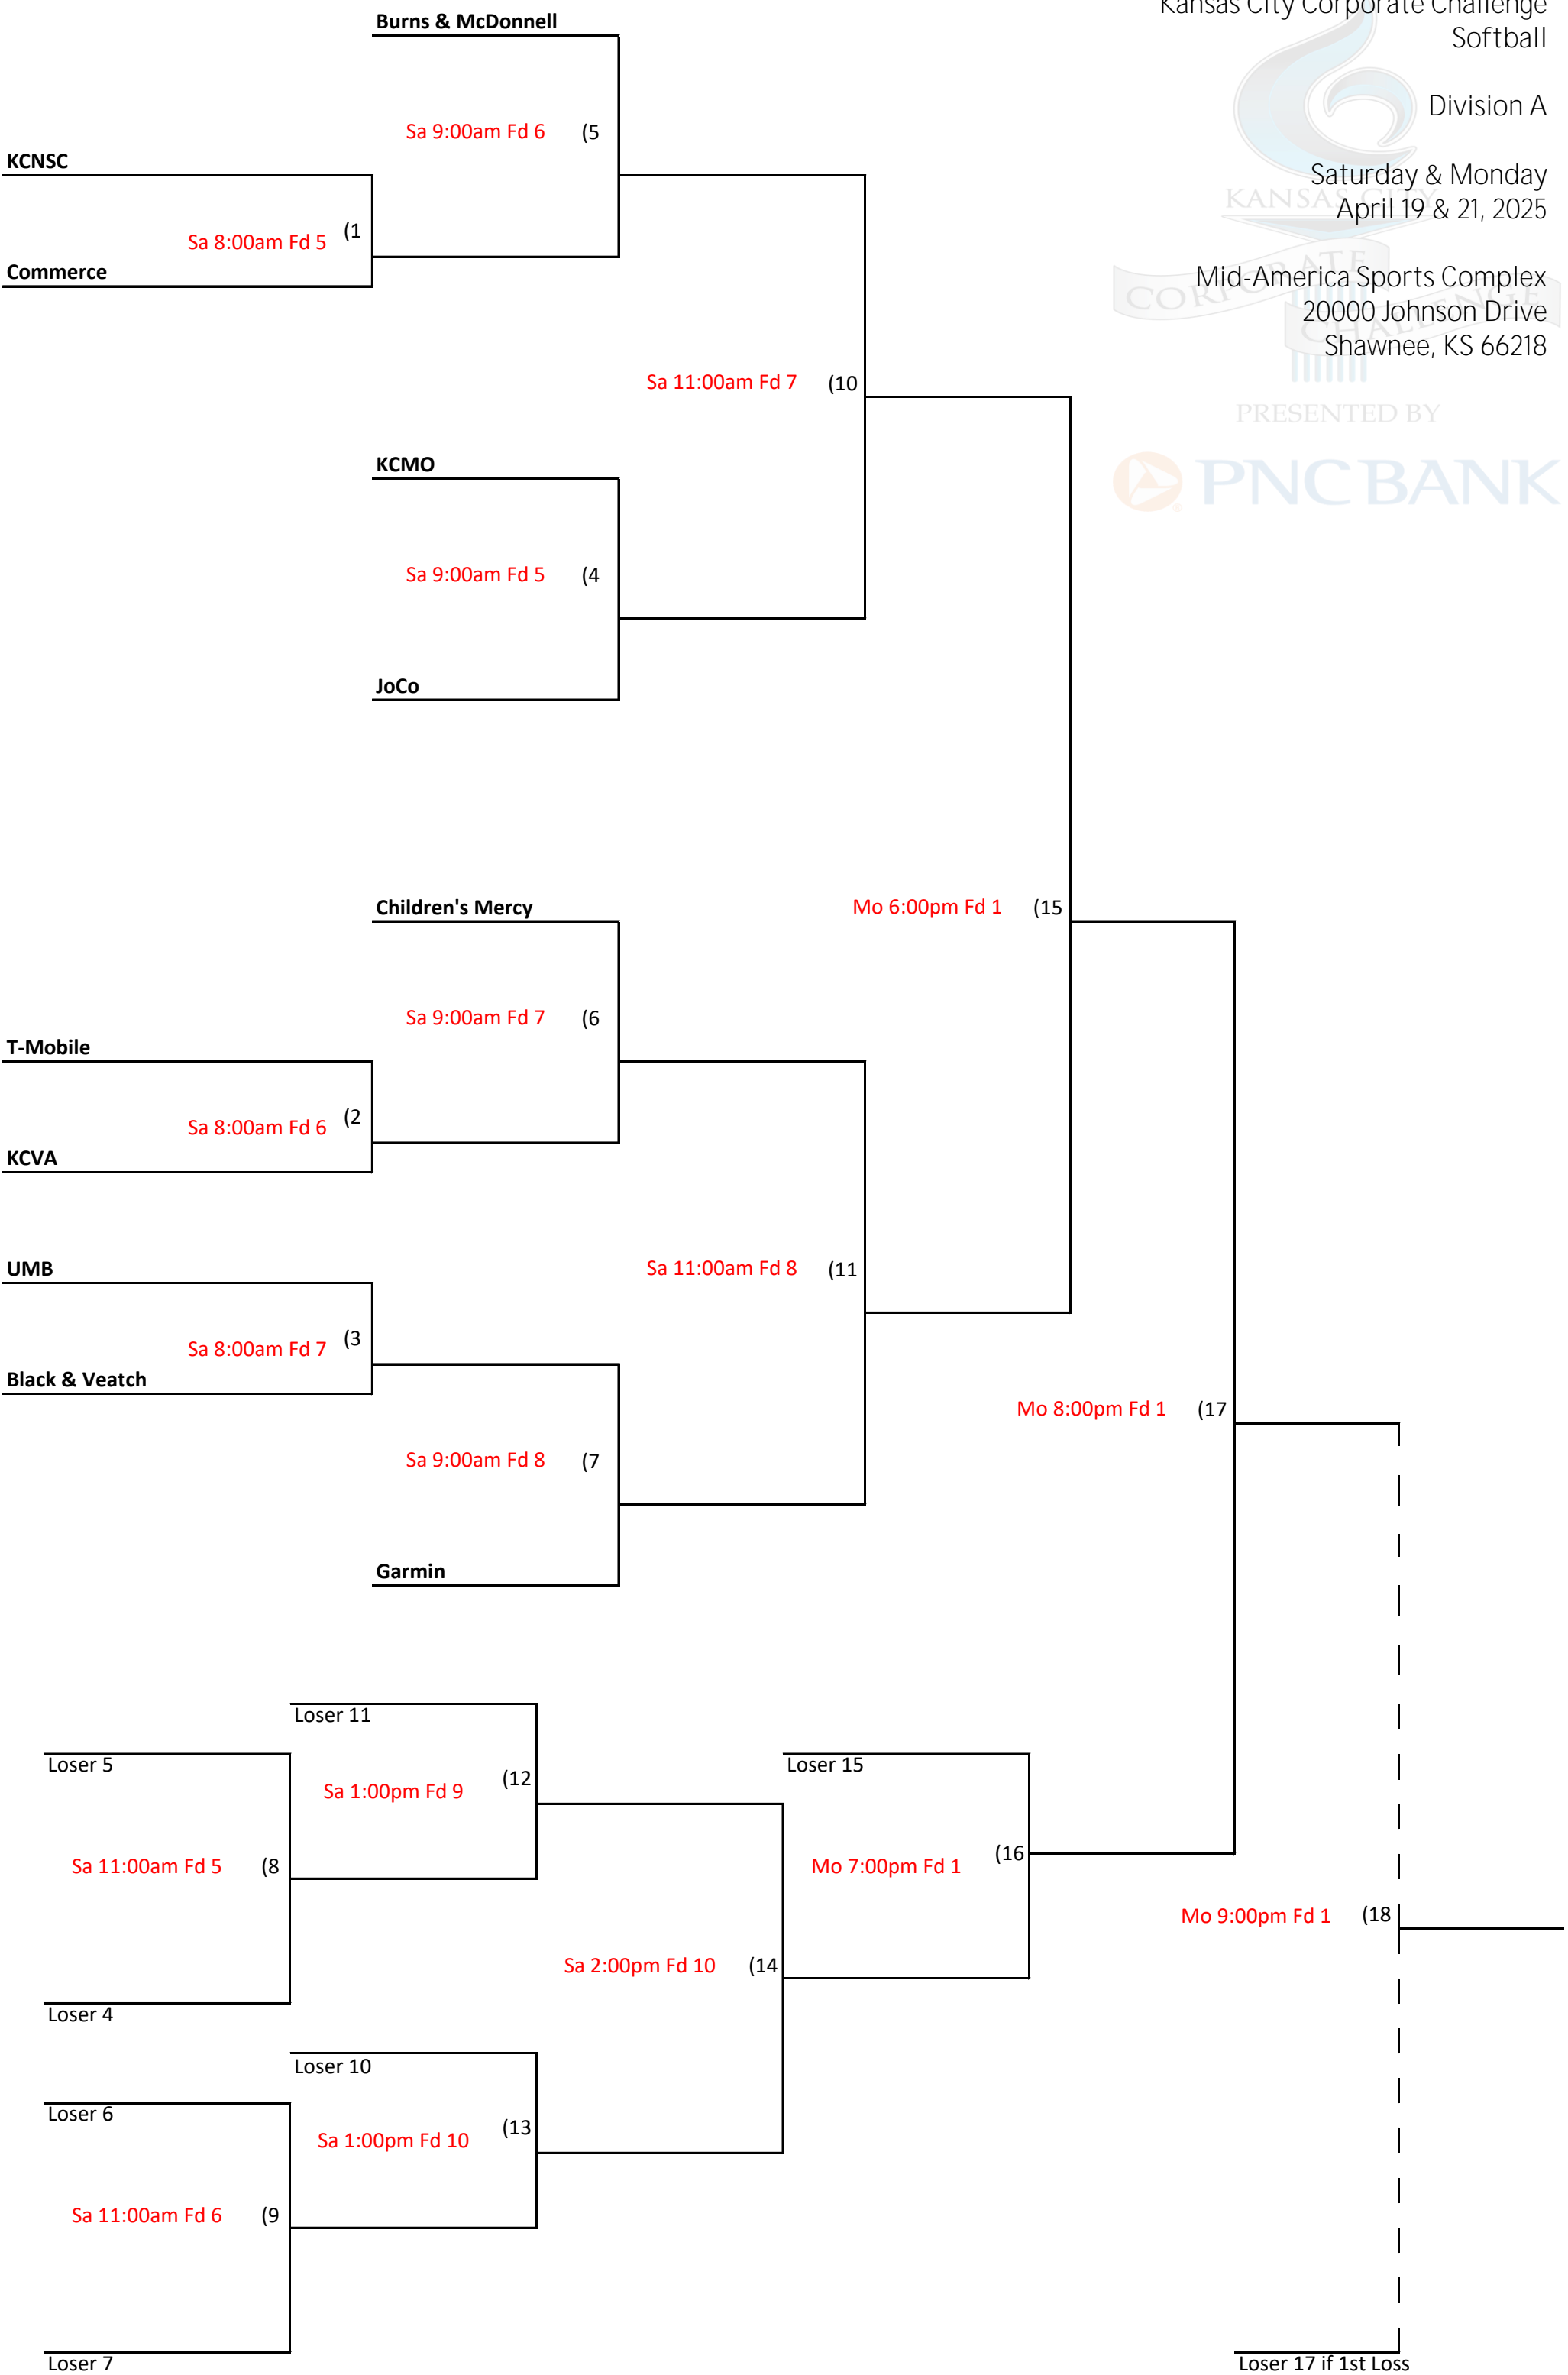 Kansas City Corporate Challenge
Softball
Division A
Saturday & Monday
April 19 & 21, 2025
Mid-America Sports Complex
20000 Johnson Drive
Shawnee, KS 66218
KANSAS CITY
CORPORATE
CHALLENGE
PRESENTED BY
PNC BANK
Burns & McDonnell
Sa 9:00am Fd 6 (5
KCNSC
Sa 8:00am Fd 5 (1
Commerce
Sa 11:00am Fd 7 (10
KCMO
Sa 9:00am Fd 5 (4
JoCo
Children's Mercy
Mo 6:00pm Fd 1 (15
Sa 9:00am Fd 7 (6
T-Mobile
Sa 8:00am Fd 6 (2
KCVA
UMB
Sa 11:00am Fd 8 (11
Sa 8:00am Fd 7 (3
Black & Veatch
Mo 8:00pm Fd 1 (17
Sa 9:00am Fd 8 (7
Garmin
Loser 11
Loser 5
Loser 15
Sa 1:00pm Fd 9 (12
Sa 11:00am Fd 5 (8
Mo 7:00pm Fd 1 (16
Mo 9:00pm Fd 1 (18
Sa 2:00pm Fd 10 (14
Loser 4
Loser 10
Loser 6
Sa 1:00pm Fd 10 (13
Sa 11:00am Fd 6 (9
Loser 7
Loser 17 if 1st Loss